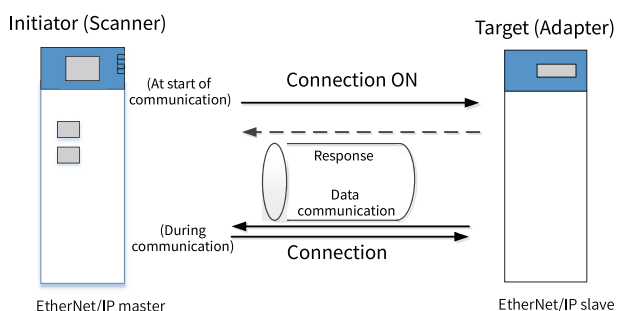 Initiator (Scanner)
Target (Adapter)
(At start of
communication)
Connection ON
Response
Data
communication
(During
communication)
Connection
EtherNet/IP master
EtherNet/IP slave